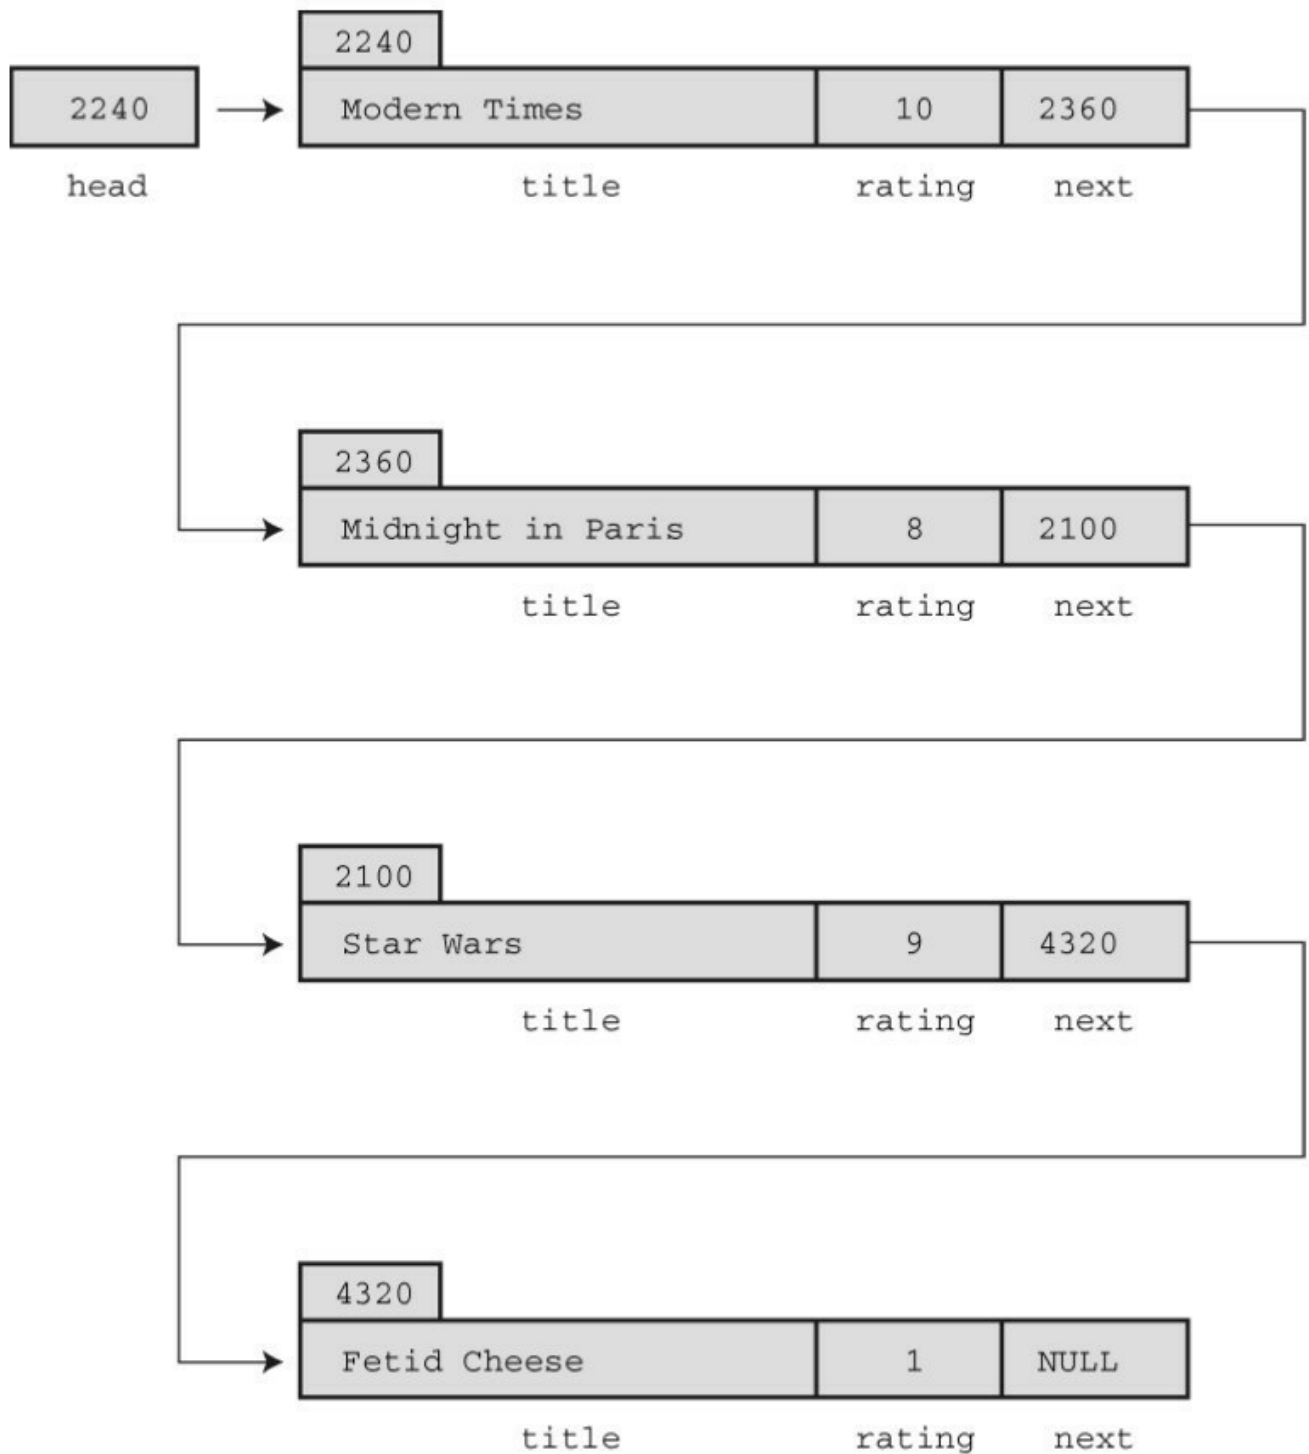 2240
2240 Modern Times 10 2360
head title rating next
2360
Midnight in Paris 8 2100
title rating next
2100
Star Wars 9 4320
title rating next
4320
Fetid Cheese 1 NULL
title rating next